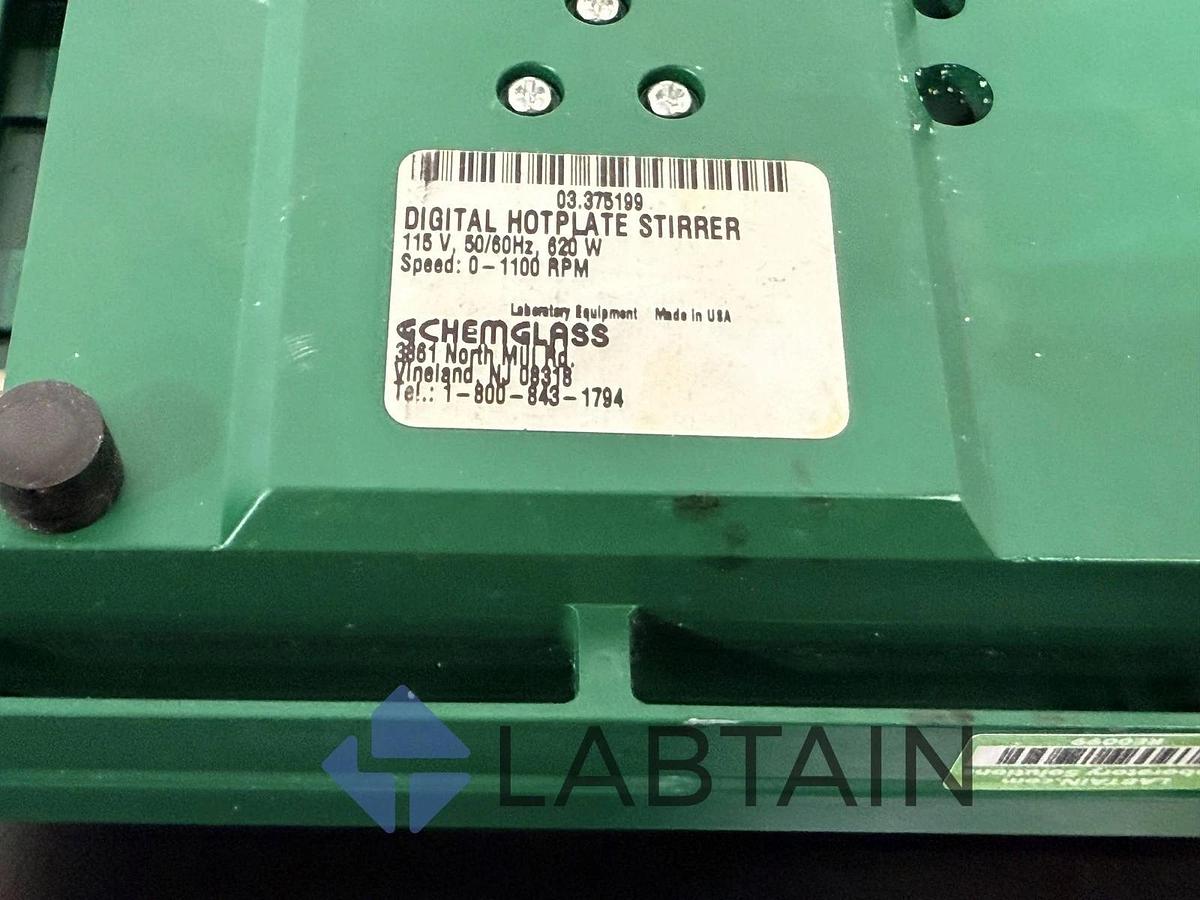 03.375199
DIGITAL HOTPLATE STIRRER
115 V, 50/60Hz, 620 W
Speed: 0-1100 RPM
Laboratory Equipment Made in USA
CHEMGLASS
3861 North Mill Rd.
Vineland, NJ
Tel.: 1-800-843-1794
LABTAIN